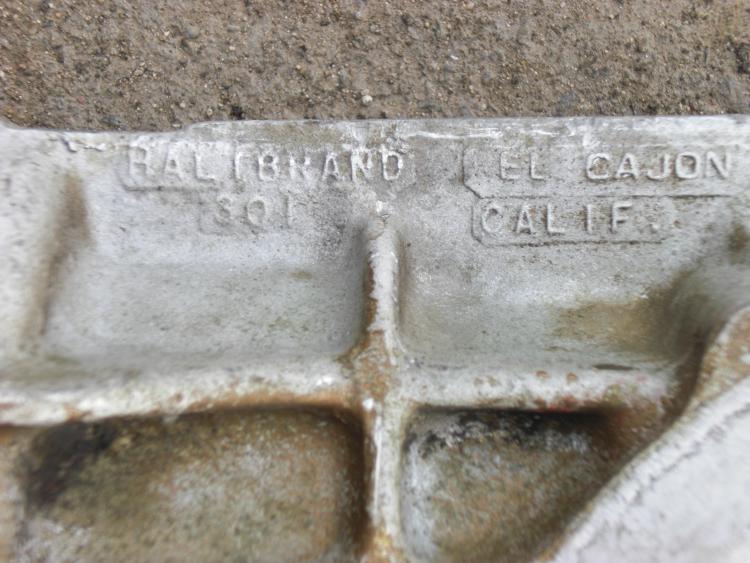 HALIBRAND
301
EL CAJON
CALIF.